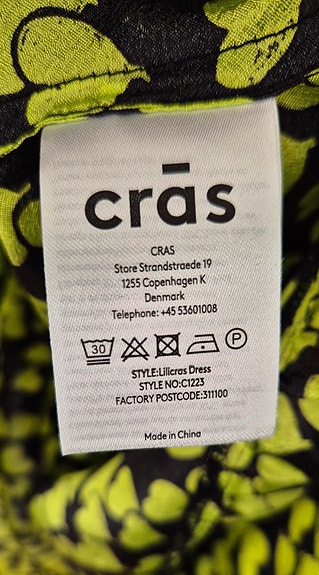 crās
CRAS
Store Strandstraede 19
1255 Copenhagen K
Denmark
Telephone: +45 53601008
30
P
STYLE:Lilicras Dress
STYLE NO:C1223
FACTORY POSTCODE:311100
Made in China